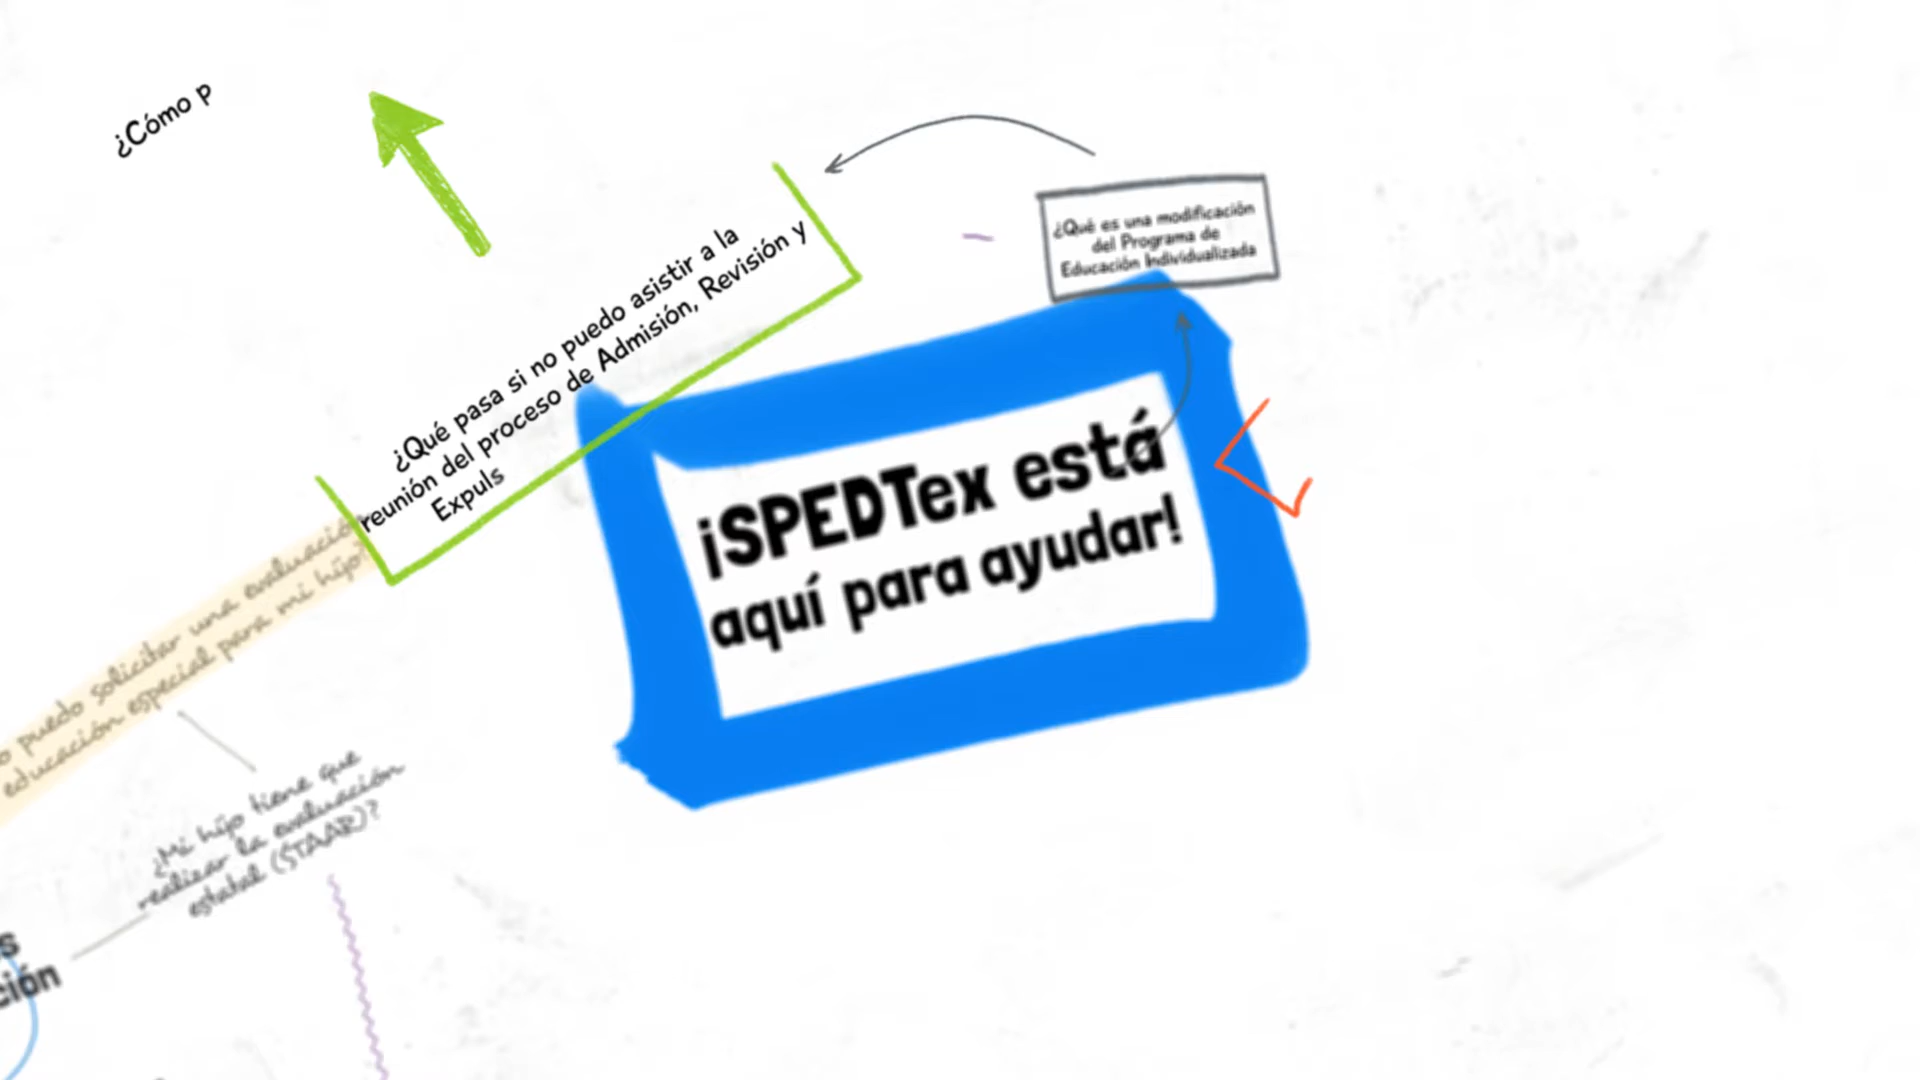 ¿Cómo p
¿Qué pasa si no puedo asistir a la
reunión del proceso de Admisión, Revisión y
Expuls
¿Qué es una modificación
del Programa de
Educación Individualizada
¡SPEDTex está
aquí para ayudar!
o puedo solicitar una evaluación
educación especial para mi hijo?
¿Mi hijo tiene que
realizar la evaluación
estatal (STAAR)?
s
ción